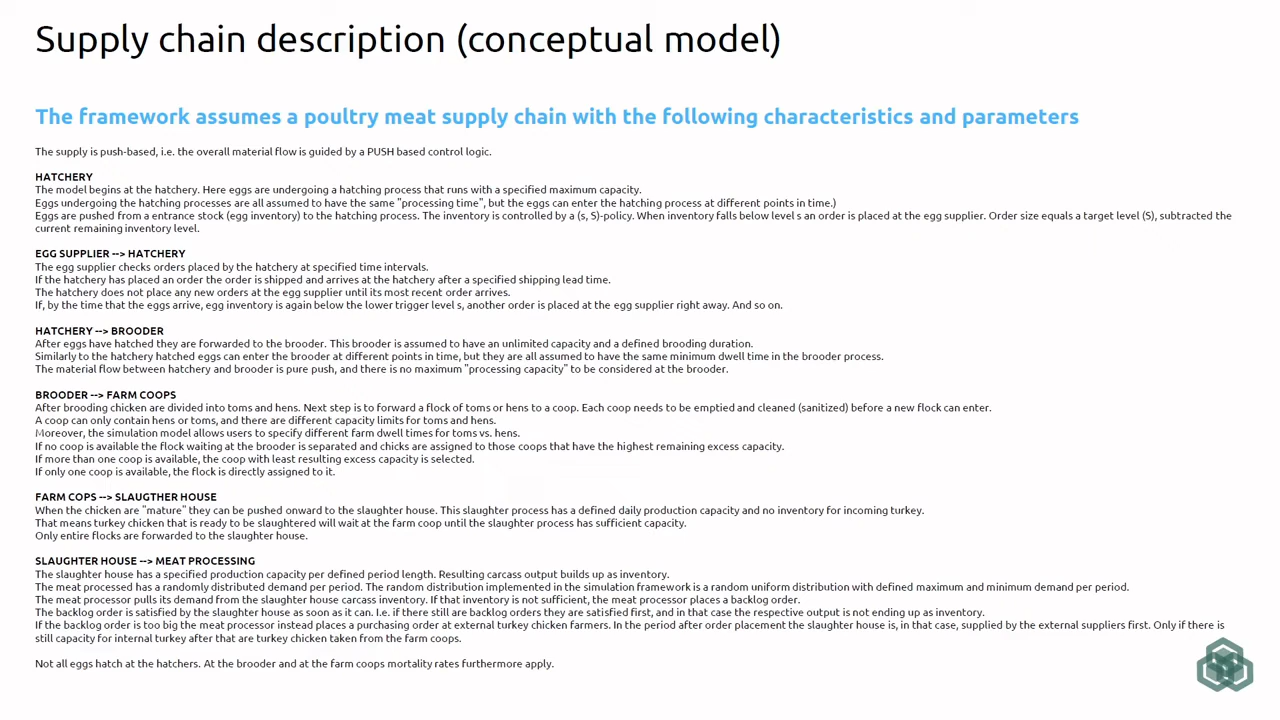 Supply chain description (conceptual model)
The framework assumes a poultry meat supply chain with the following characteristics and parameters
The supply is push-based, i.e. the overall material flow is guided by a PUSH based control logic.
HATCHERY
The model begins at the hatchery. Here eggs are undergoing a hatching process that runs with a specified maximum capacity.
Eggs undergoing the hatching processes are all assumed to have the same "processing time", but the eggs can enter the hatching process at different points in time.)
Eggs are pushed from a entrance stock (egg inventory) to the hatching process. The inventory is controlled by a (s, S)-policy. When inventory falls below level s an order is placed at the egg supplier. Order size equals a target level (S), subtracted the
current remaining inventory level.
EGG SUPPLIER --> HATCHERY
The egg supplier checks orders placed by the hatchery at specified time intervals.
If the hatchery has placed an order the order is shipped and arrives at the hatchery after a specified shipping lead time.
The hatchery does not place any new orders at the egg supplier until its most recent order arrives.
If, by the time that the eggs arrive, egg inventory is again below the lower trigger level s, another order is placed at the egg supplier right away. And so on.
HATCHERY --> BROODER
After eggs have hatched they are forwarded to the brooder. This brooder is assumed to have an unlimited capacity and a defined brooding duration.
Similarly to the hatchery hatched eggs can enter the brooder at different points in time, but they are all assumed to have the same minimum dwell time in the brooder process.
The material flow between hatchery and brooder is pure push, and there is no maximum "processing capacity" to be considered at the brooder.
BROODER --> FARM COOPS
After brooding chicken are divided into toms and hens. Next step is to forward a flock of toms or hens to a coop. Each coop needs to be emptied and cleaned (sanitized) before a new flock can enter.
A coop can only contain hens or toms, and there are different capacity limits for toms and hens.
Moreover, the simulation model allows users to specify different farm dwell times for toms vs. hens.
If no coop is available the flock waiting at the brooder is separated and chicks are assigned to those coops that have the highest remaining excess capacity.
If more than one coop is available, the coop with least resulting excess capacity is selected.
If only one coop is available, the flock is directly assigned to it.
FARM COPS --> SLAUGTHER HOUSE
When the chicken are "mature" they can be pushed onward to the slaughter house. This slaughter process has a defined daily production capacity and no inventory for incoming turkey.
That means turkey chicken that is ready to be slaughtered will wait at the farm coop until the slaughter process has sufficient capacity.
Only entire flocks are forwarded to the slaughter house.
SLAUGHTER HOUSE --> MEAT PROCESSING
The slaughter house has a specified production capacity per defined period length. Resulting carcass output builds up as inventory.
The meat processed has a randomly distributed demand per period. The random distribution implemented in the simulation framework is a random uniform distribution with defined maximum and minimum demand per period.
The meat processor pulls its demand from the slaughter house carcass inventory. If that inventory is not sufficient, the meat processor places a backlog order.
The backlog order is satisfied by the slaughter house as soon as it can. I.e. if there still are backlog orders they are satisfied first, and in that case the respective output is not ending up as inventory.
If the backlog order is too big the meat processor instead places a purchasing order at external turkey chicken farmers. In the period after order placement the slaughter house is, in that case, supplied by the external suppliers first. Only if there is
still capacity for internal turkey after that are turkey chicken taken from the farm coops.
Not all eggs hatch at the hatchers. At the brooder and at the farm coops mortality rates furthermore apply.